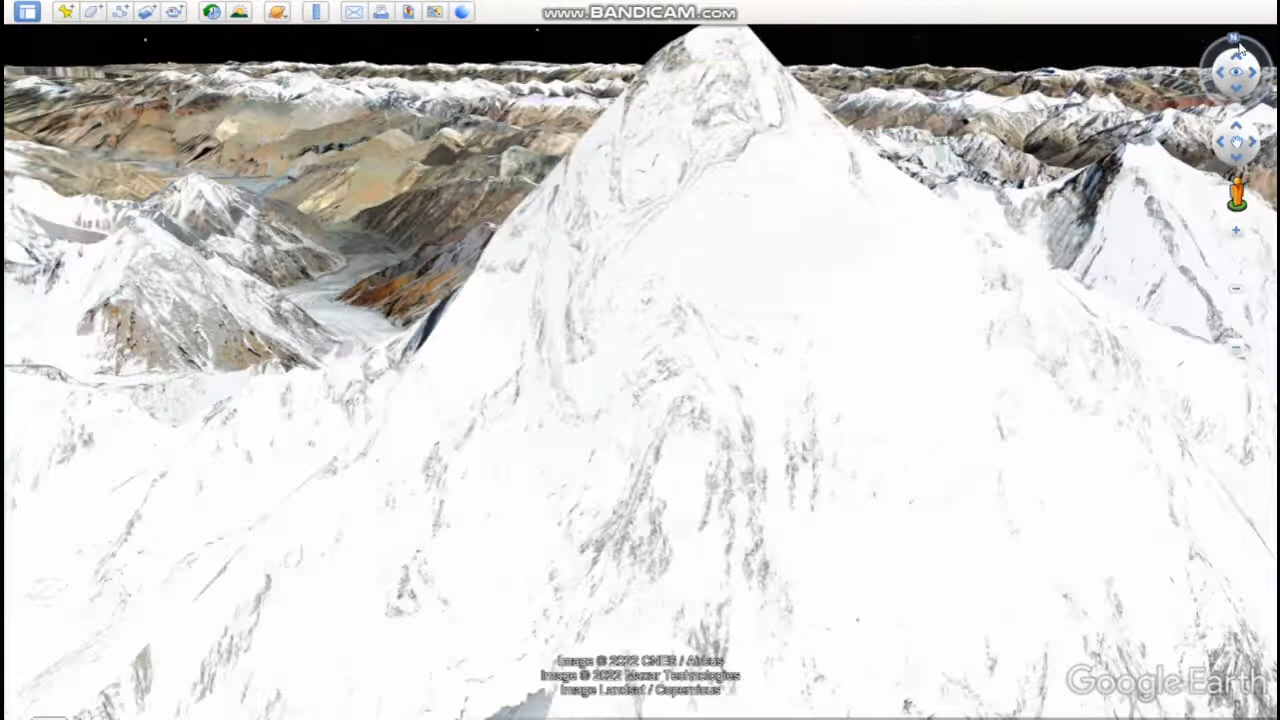 www.BANDICAM.com
N
Image © 2022 CNES / Airbus
Image © 2022 Maxar Technologies
Image Landsat / Copernicus
Google Earth